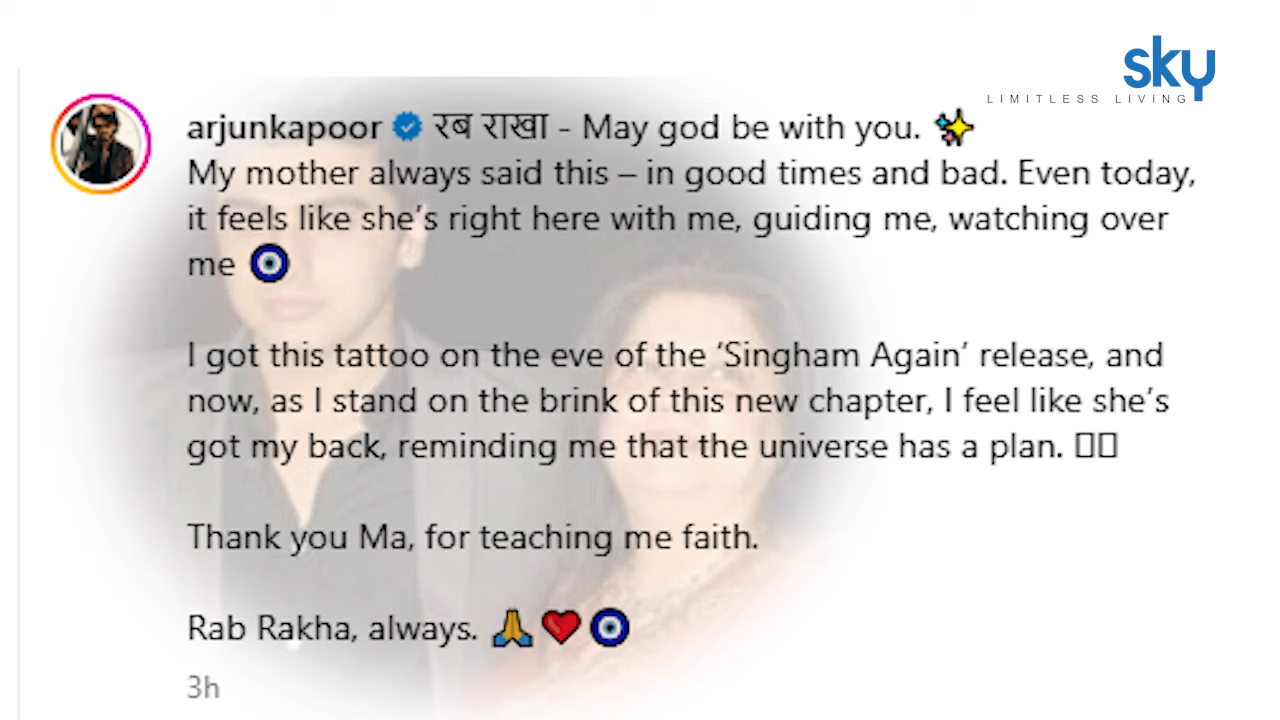 sky
LIMITLESS LIVING
arjunkapoor रब राखा - May god be with you. ✨
My mother always said this – in good times and bad. Even today,
it feels like she's right here with me, guiding me, watching over
me 🧿
I got this tattoo on the eve of the ‘Singham Again’ release, and
now, as I stand on the brink of this new chapter, I feel like she's
got my back, reminding me that the universe has a plan. 
Thank you Ma, for teaching me faith.
Rab Rakha, always. 🙏❤️🧿
3h